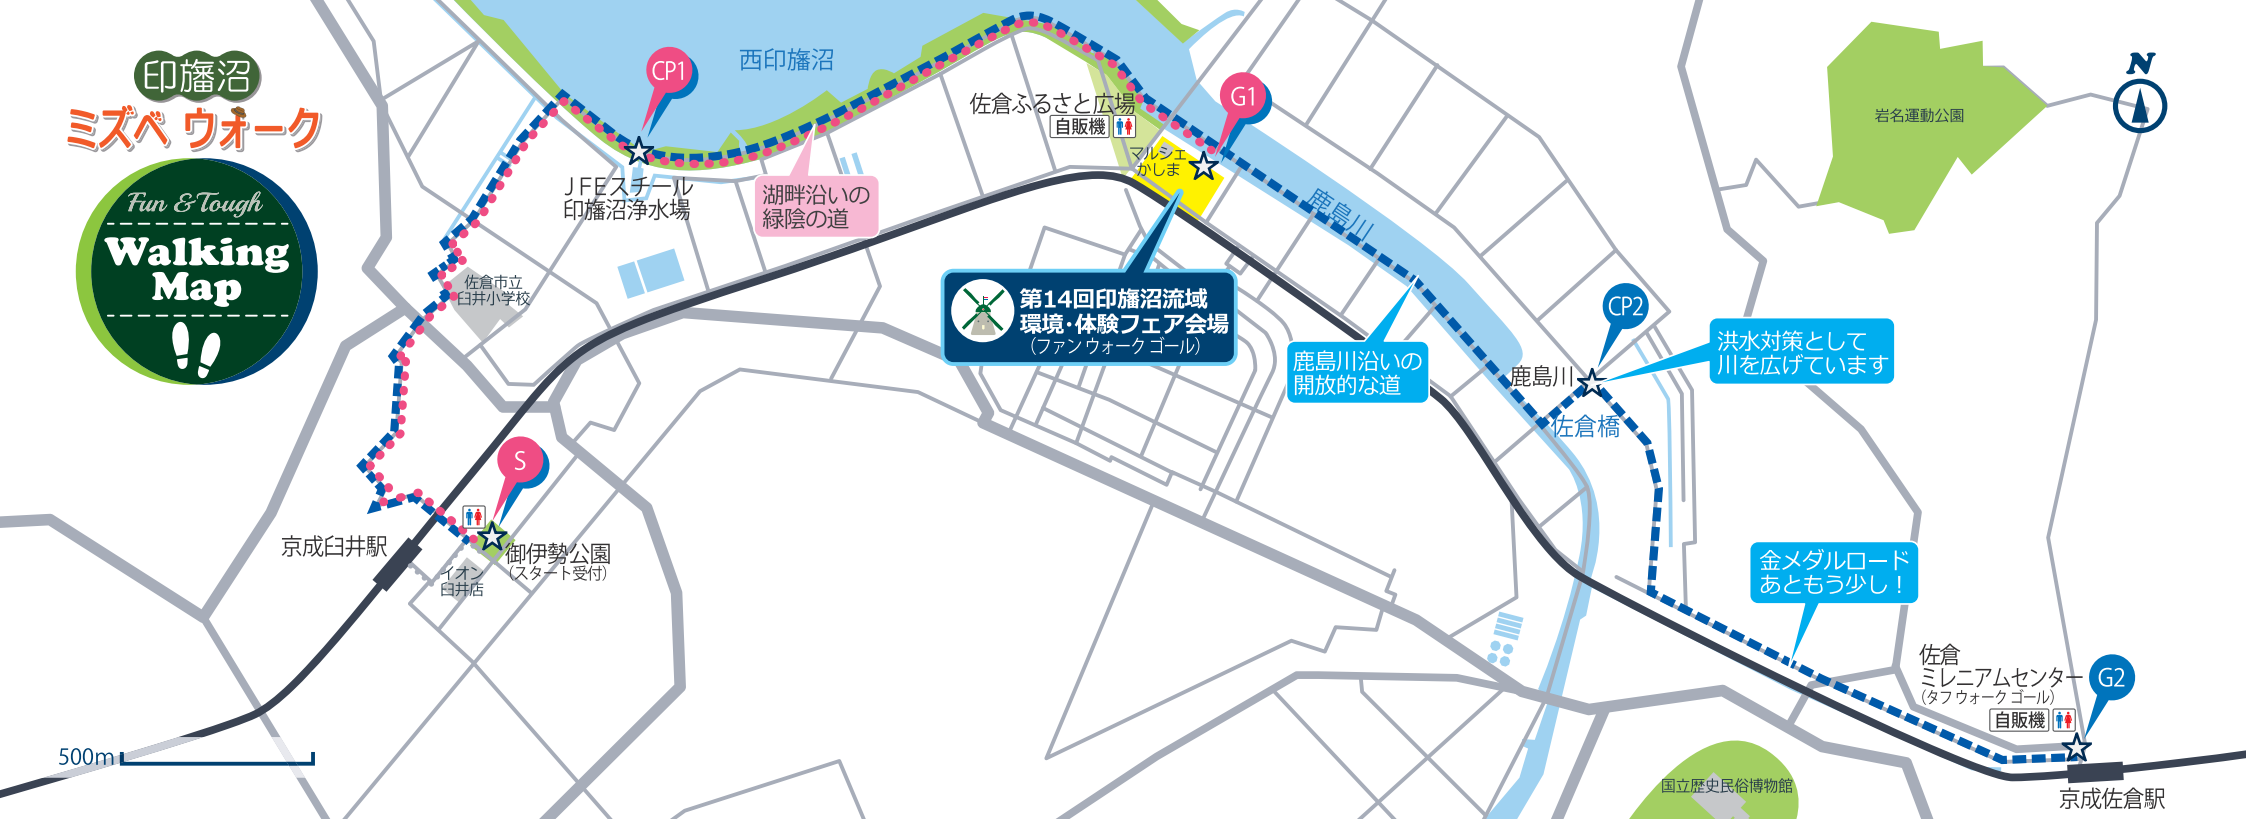 印旛沼
ミズベ ウォーク
Fun & Tough
Walking
Map
500m
CP1
西印旛沼
JFEスチール
印旛沼浄水場
湖畔沿いの
緑陰の道
佐倉ふるさと広場
自販機
G1
マルシェ
かしま
鹿島川
第14回印旛沼流域
環境・体験フェア会場
（ファン ウォーク ゴール）
佐倉市立
臼井小学校
S
京成臼井駅
御伊勢公園
（スタート受付）
イオン
臼井店
鹿島川沿いの
開放的な道
CP2
鹿島川
佐倉橋
洪水対策として
川を広げています
岩名運動公園
N
金メダルロード
あともう少し！
佐倉
ミレニアムセンター
（タフ ウォーク ゴール）
自販機
G2
国立歴史民俗博物館
京成佐倉駅